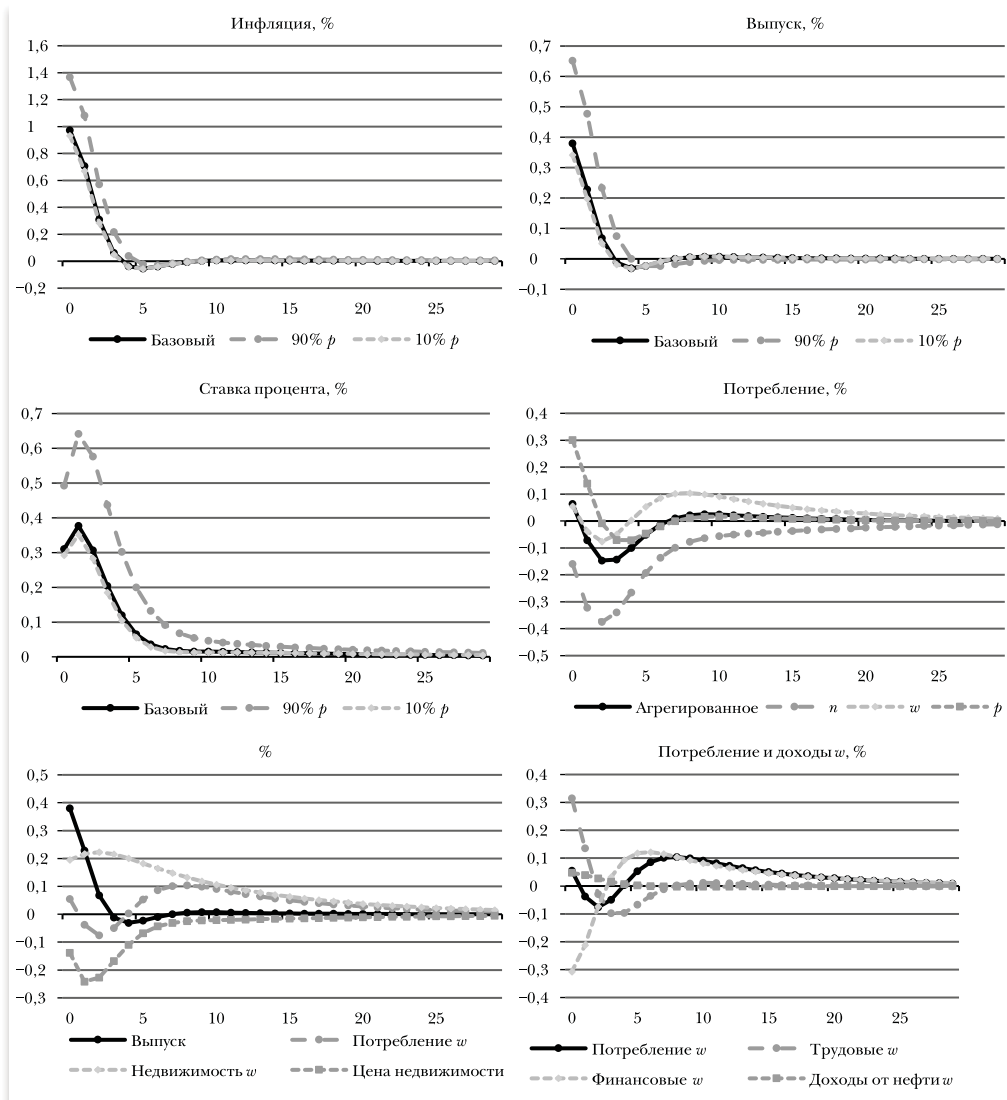 Инфляция, %
1,6
1,4
1,2
1
0,8
0,6
0,4
0,2
0
−0,2
0 5 10 15 20 25
Базовый 90% p 10% p
Выпуск, %
0,7
0,6
0,5
0,4
0,3
0,2
0,1
0
−0,1
0 5 10 15 20 25
Базовый 90% p 10% p
Ставка процента, %
0,7
0,6
0,5
0,4
0,3
0,2
0,1
0
0 5 10 15 20 25
Базовый 90% p 10% p
Потребление, %
0,4
0,3
0,2
0,1
0
−0,1
−0,2
−0,3
−0,4
−0,5
0 5 10 15 20 25
Агрегированное n w p
%
0,5
0,4
0,3
0,2
0,1
0
−0,1
−0,2
−0,3
0 5 10 15 20 25
Выпуск Потребление w
Недвижимость w Цена недвижимости
Потребление и доходы w, %
0,4
0,3
0,2
0,1
0
−0,1
−0,2
−0,3
−0,4
0 5 10 15 20 25
Потребление w Трудовые w
Финансовые w Доходы от нефти w